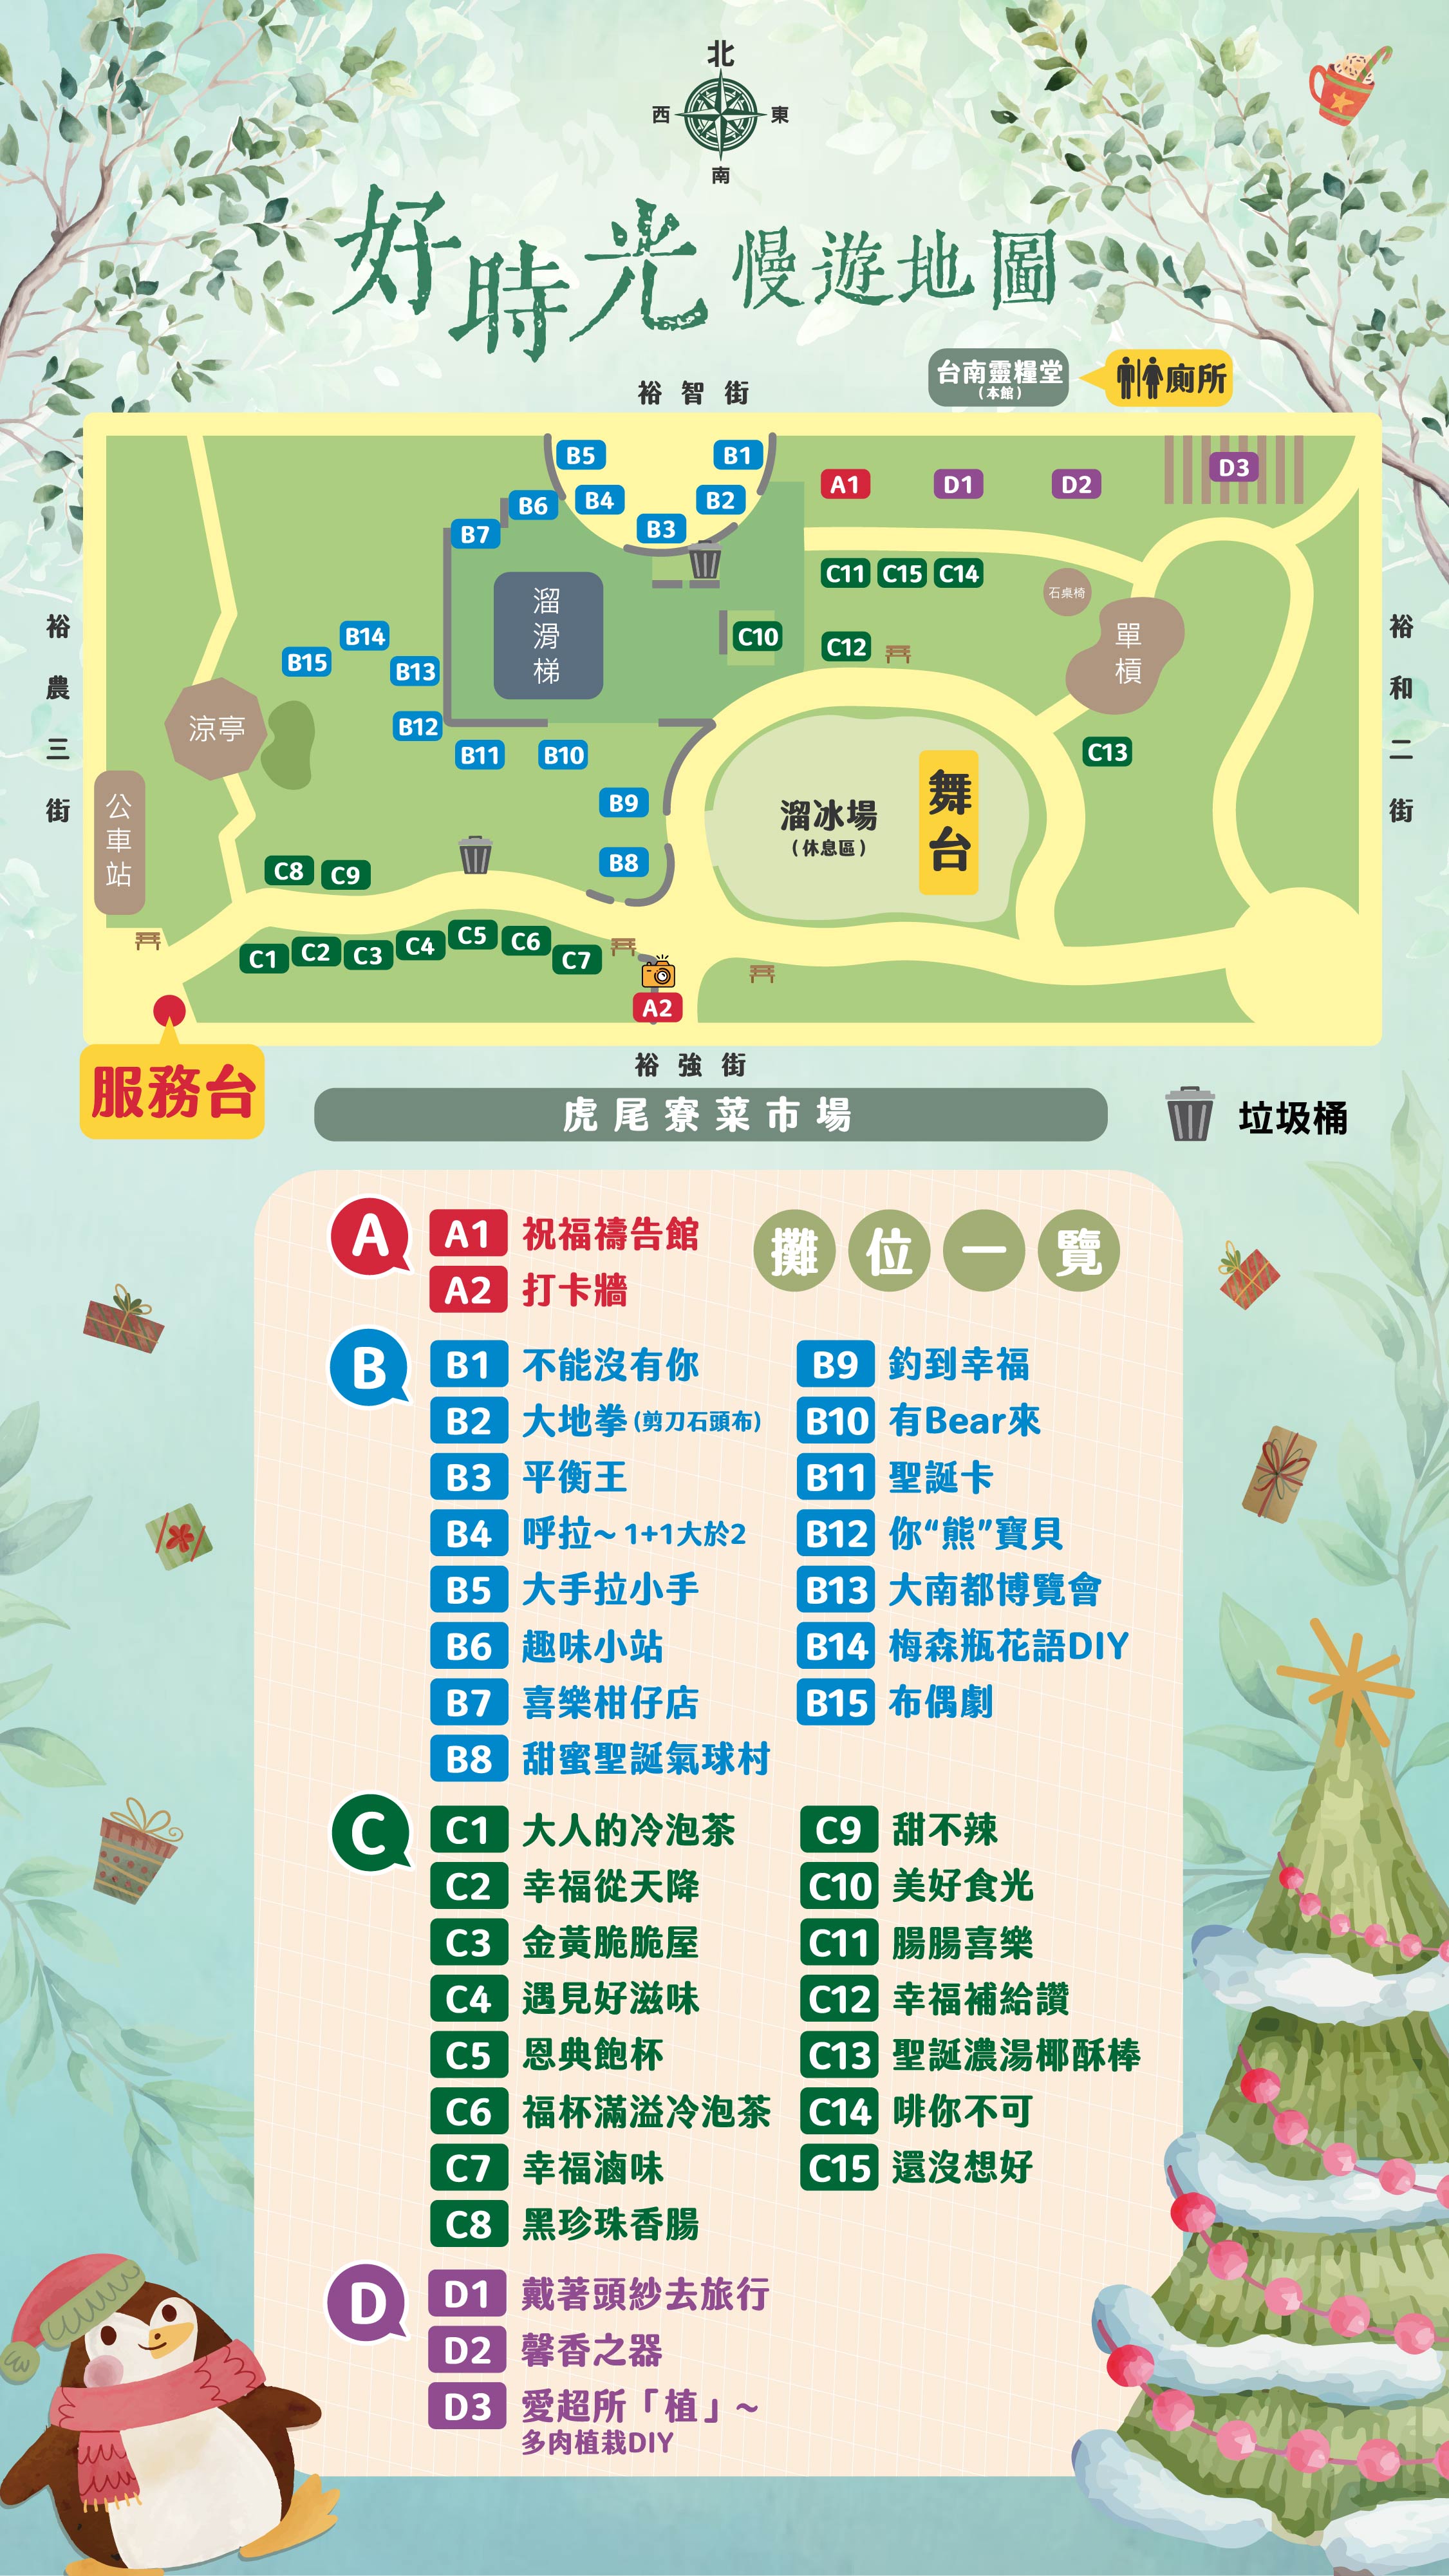 北
西 東
南
好時光 慢遊地圖
台南靈糧堂
(本館)
廁所
裕智街
裕農三街
裕和二街
B5
B1
B4
B2
B6
B3
B7
A1
D1
D2
D3
溜滑梯
C11 C15 C14
石桌椅
單槓
B14
B15
B13
C10
C12
涼亭
B12
B11
B10
C13
公車站
B9
B8
溜冰場
(休息區)
舞台
C8
C9
C1
C2
C3
C4
C5
C6
C7
A2
服務台
裕強街
虎尾寮菜市場
垃圾桶
攤位一覽
A
A1 祝福禱告館
A2 打卡牆
B
B1 不能沒有你
B2 大地拳(剪刀石頭布)
B3 平衡王
B4 呼拉~1+1大於2
B5 大手拉小手
B6 趣味小站
B7 喜樂柑仔店
B8 甜蜜聖誕氣球村
B9 釣到幸福
B10 有Bear來
B11 聖誕卡
B12 你“熊”寶貝
B13 大南都博覽會
B14 梅森瓶花語DIY
B15 布偶劇
C
C1 大人的冷泡茶
C2 幸福從天降
C3 金黃脆脆屋
C4 遇見好滋味
C5 恩典飽杯
C6 福杯滿溢冷泡茶
C7 幸福滷味
C8 黑珍珠香腸
C9 甜不辣
C10 美好食光
C11 腸腸喜樂
C12 幸福補給讚
C13 聖誕濃湯椰酥棒
C14 啡你不可
C15 還沒想好
D
D1 戴著頭紗去旅行
D2 馨香之器
D3 愛超所「植」~
多肉植栽DIY